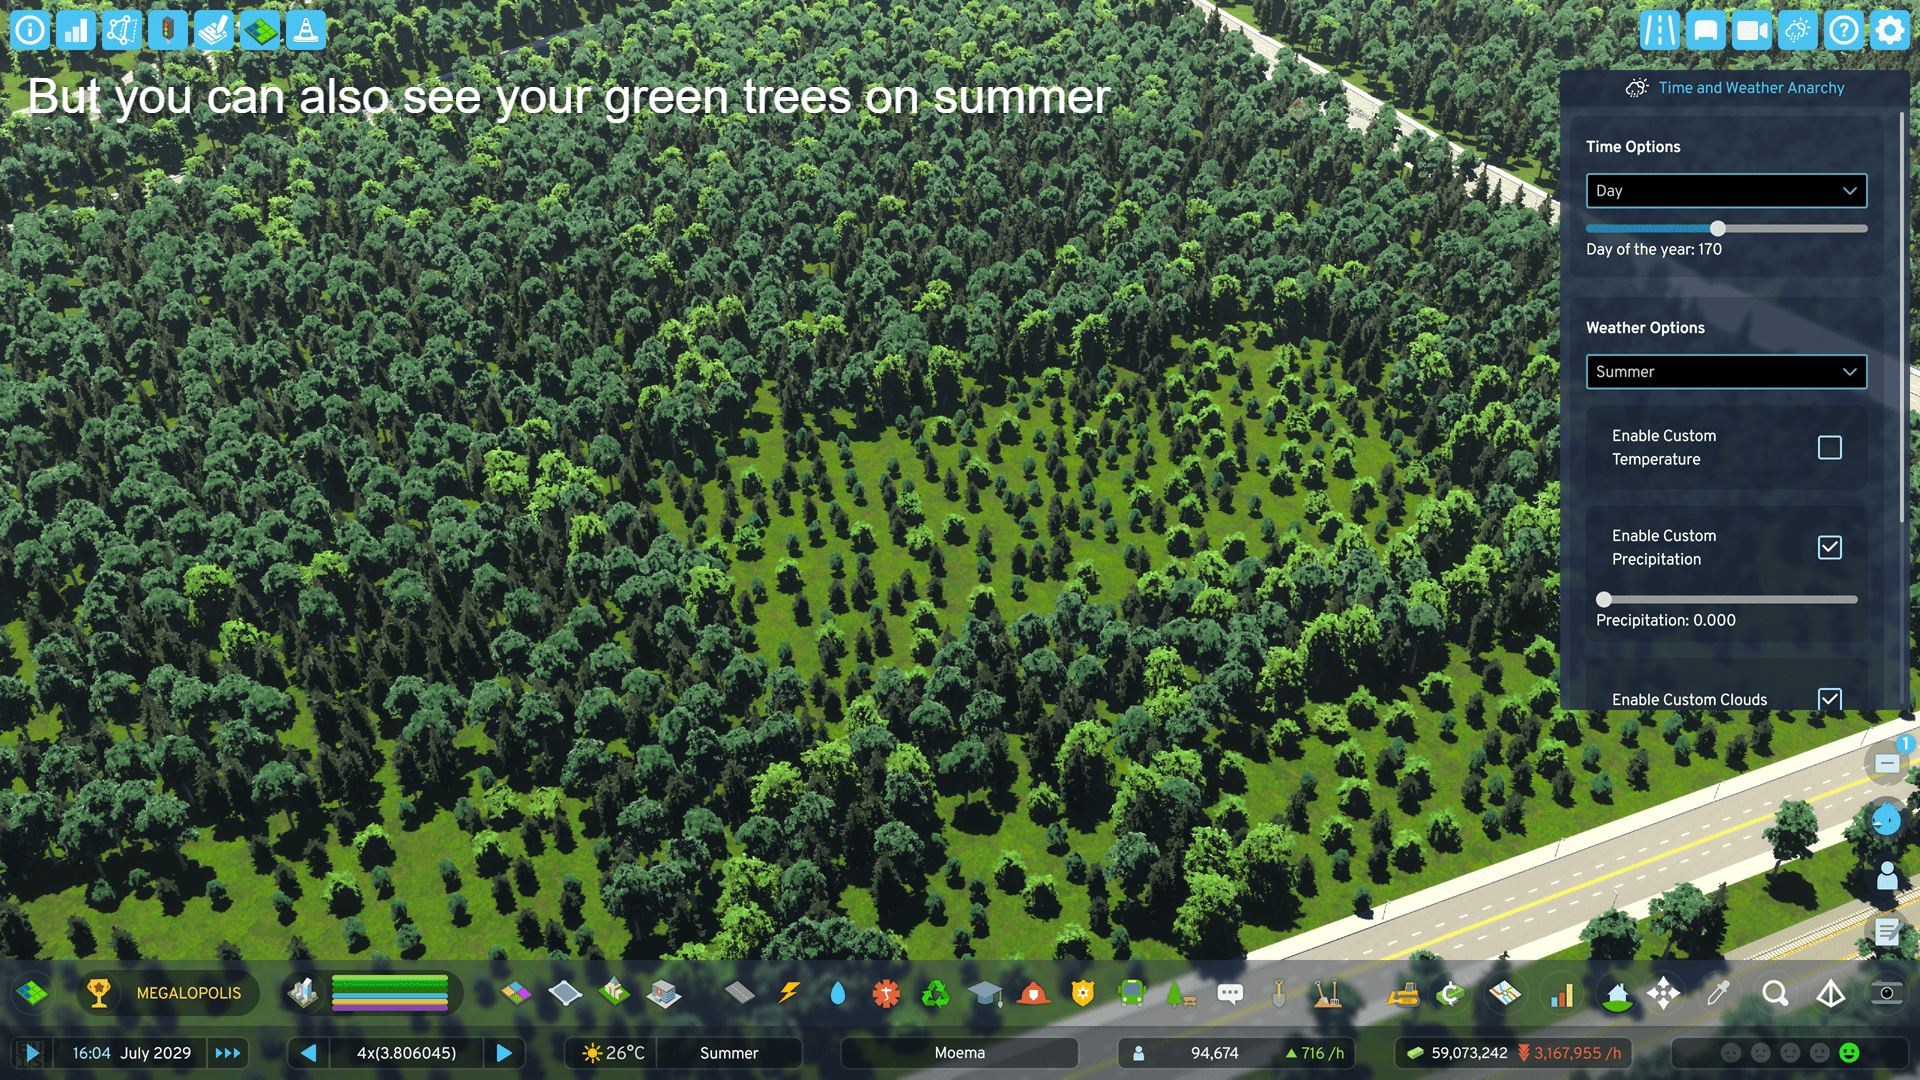 But you can also see your green trees on summer
Time and Weather Anarchy
Time Options
Day
Day of the year: 170
Weather Options
Summer
Enable Custom
Temperature
Enable Custom
Precipitation
Precipitation: 0.000
Enable Custom Clouds
1
MEGALOPOLIS
16:04 July 2029
4x(3.806045)
26°C
Summer
Moema
94,674
716 /h
59,073,242
3,167,955 /h